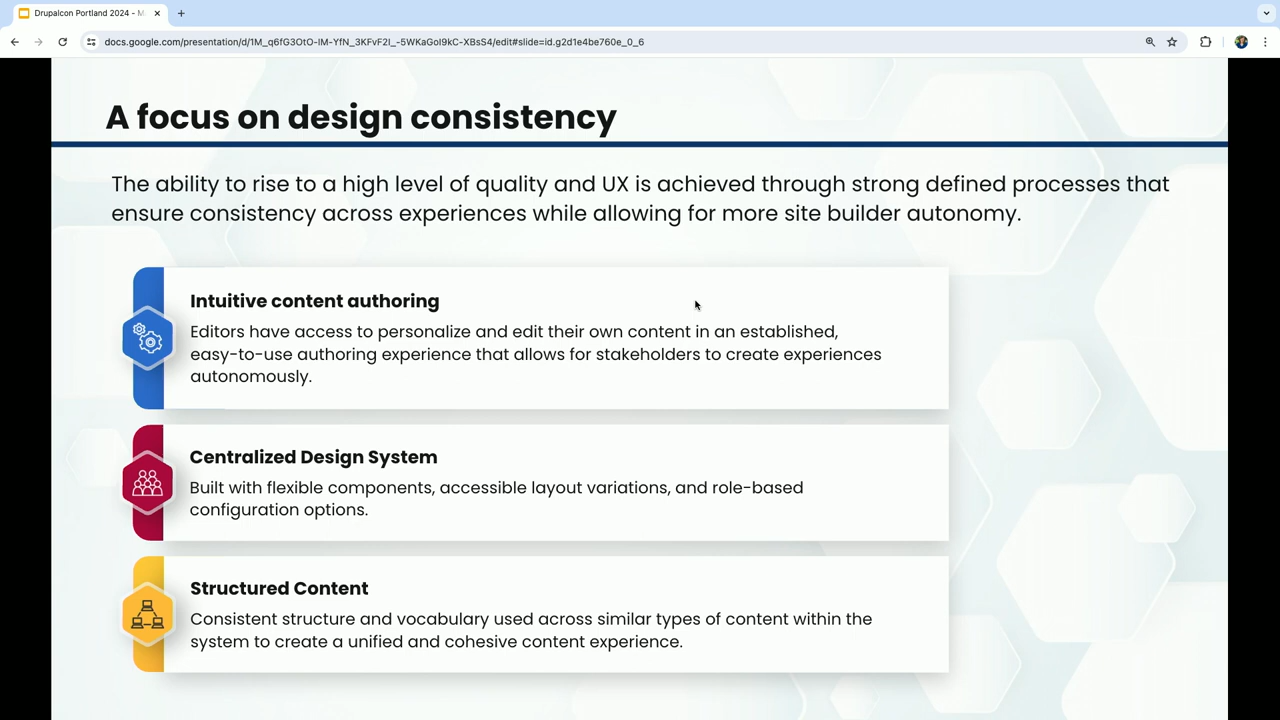 Drupalcon Portland 2024 - M
docs.google.com/presentation/d/1M_q6fG3OtO-IM-YfN_3KFvF2I_-5WKaGoI9kC-XBsS4/edit#slide=id.g2d1e4be760e_0_6
A focus on design consistency
The ability to rise to a high level of quality and UX is achieved through strong defined processes that
ensure consistency across experiences while allowing for more site builder autonomy.
Intuitive content authoring
Editors have access to personalize and edit their own content in an established,
easy-to-use authoring experience that allows for stakeholders to create experiences
autonomously.
Centralized Design System
Built with flexible components, accessible layout variations, and role-based
configuration options.
Structured Content
Consistent structure and vocabulary used across similar types of content within the
system to create a unified and cohesive content experience.